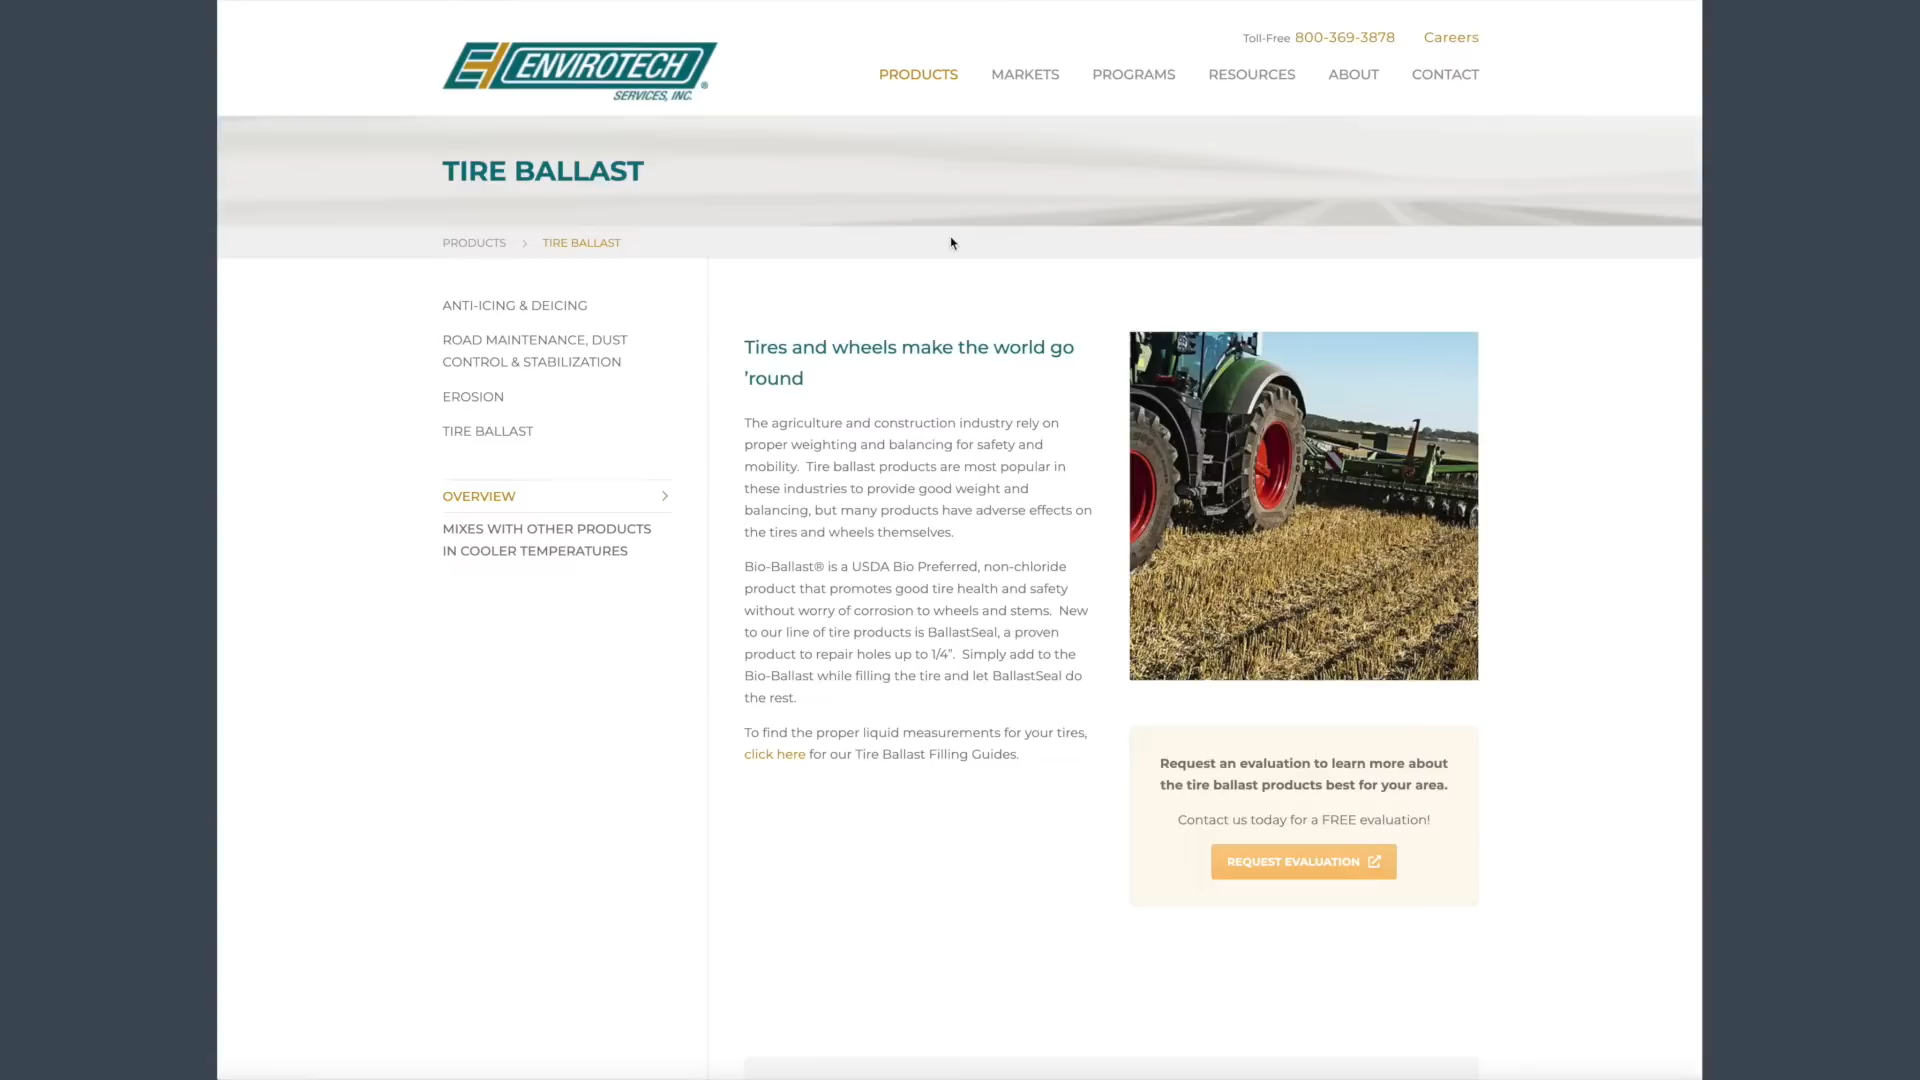 ENVIROTECH®
SERVICES, INC.
Toll-Free 800-369-3878 Careers
PRODUCTS MARKETS PROGRAMS RESOURCES ABOUT CONTACT
TIRE BALLAST
PRODUCTS > TIRE BALLAST
ANTI-ICING & DEICING
ROAD MAINTENANCE, DUST
CONTROL & STABILIZATION
EROSION
TIRE BALLAST
OVERVIEW
MIXES WITH OTHER PRODUCTS
IN COOLER TEMPERATURES
Tires and wheels make the world go
’round
The agriculture and construction industry rely on
proper weighting and balancing for safety and
mobility.  Tire ballast products are most popular in
these industries to provide good weight and
balancing, but many products have adverse effects on
the tires and wheels themselves.
Bio-Ballast® is a USDA Bio Preferred, non-chloride
product that promotes good tire health and safety
without worry of corrosion to wheels and stems.  New
to our line of tire products is BallastSeal, a proven
product to repair holes up to 1/4”.  Simply add to the
Bio-Ballast while filling the tire and let BallastSeal do
the rest.
To find the proper liquid measurements for your tires,
click here for our Tire Ballast Filling Guides.
Request an evaluation to learn more about
the tire ballast products best for your area.
Contact us today for a FREE evaluation!
REQUEST EVALUATION